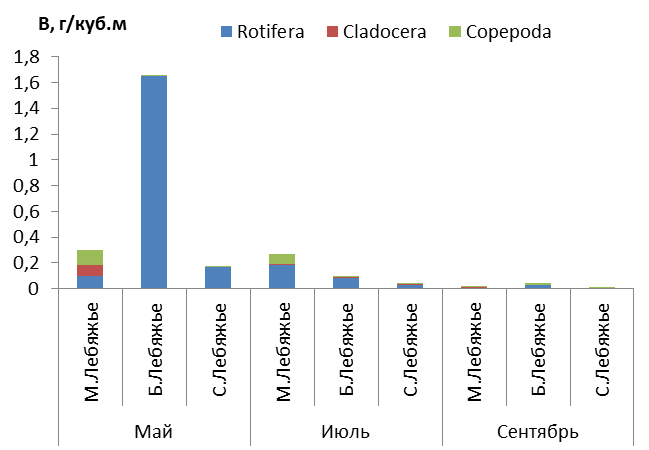 В, г/куб.м
Rotifera Cladocera Copepoda
1,8
1,6
1,4
1,2
1
0,8
0,6
0,4
0,2
0
М.Лебяжье
Б.Лебяжье
С.Лебяжье
М.Лебяжье
Б.Лебяжье
С.Лебяжье
М.Лебяжье
Б.Лебяжье
С.Лебяжье
Май Июль Сентябрь